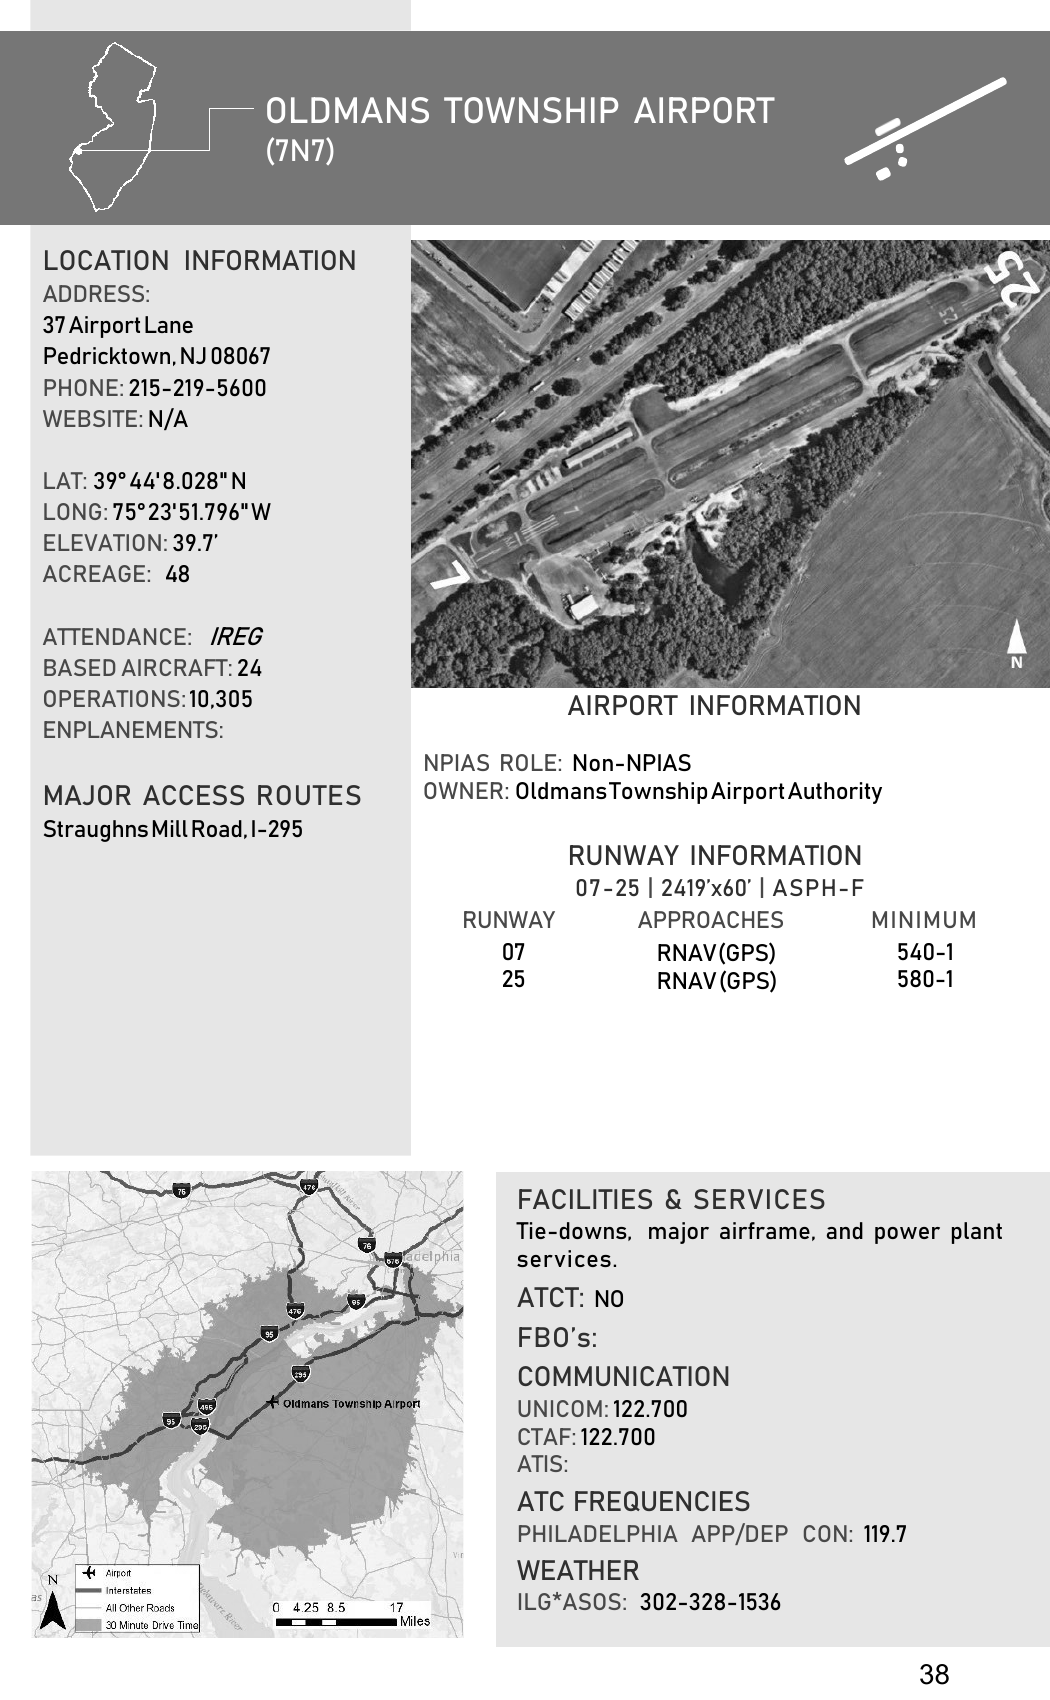 OLDMANS TOWNSHIP AIRPORT
(7N7)
LOCATION INFORMATION
ADDRESS:
37 Airport Lane
Pedricktown, NJ 08067
PHONE: 215-219-5600
WEBSITE: N/A
LAT: 39° 44' 8.028" N
LONG: 75° 23' 51.796" W
ELEVATION: 39.7’
ACREAGE: 48
ATTENDANCE: IREG
BASED AIRCRAFT: 24
OPERATIONS: 10,305
ENPLANEMENTS:
MAJOR ACCESS ROUTES
Straughns Mill Road, I-295
25
25
7
7
N
AIRPORT INFORMATION
NPIAS ROLE: Non-NPIAS
OWNER: Oldmans Township Airport Authority
RUNWAY INFORMATION
07-25 | 2419’x60’ | ASPH-F
RUNWAY APPROACHES MINIMUM
07 RNAV (GPS) 540-1
25 RNAV (GPS) 580-1
76
476
76
676
adelphia
476
95
95
295
Oldmans Township Airport
495
95
295
Delaware River
N
Airport
Interstates
All Other Roads
30 Minute Drive Time
0 4.25 8.5 17
Miles
FACILITIES & SERVICES
Tie-downs, major airframe, and power plant
services.
ATCT: NO
FBO’s:
COMMUNICATION
UNICOM: 122.700
CTAF: 122.700
ATIS:
ATC FREQUENCIES
PHILADELPHIA APP/DEP CON: 119.7
WEATHER
ILG*ASOS: 302-328-1536
38